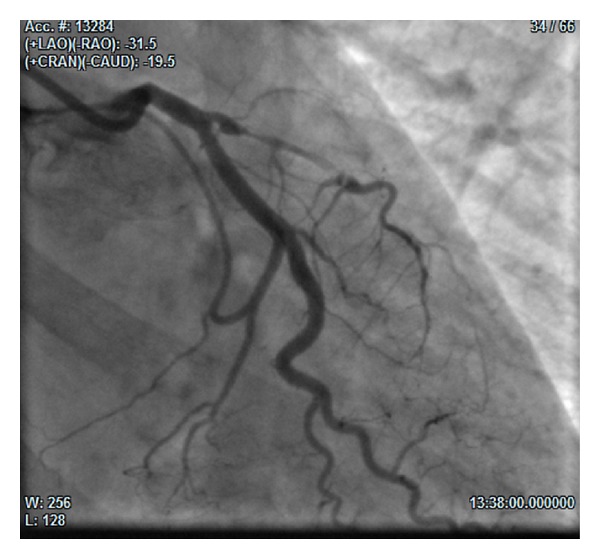 Acc. #: 13284
34 / 66
(+LAO)(-RAO): -31.5
(+CRAN)(-CAUD): -19.5
W: 256
13:38:00.000000
L: 128